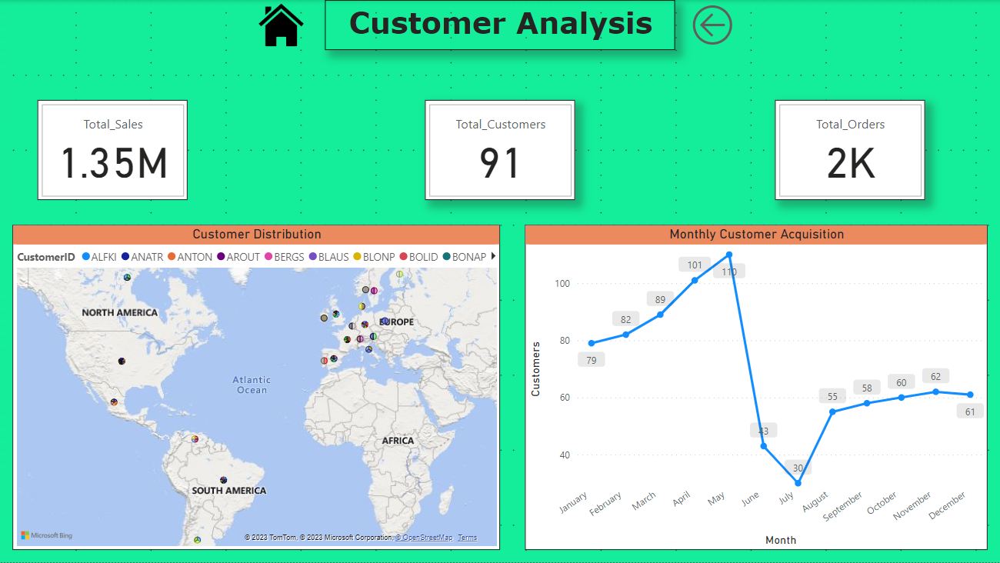 Customer Analysis
Total_Sales
1.35M
Total_Customers
91
Total_Orders
2K
Customer Distribution
CustomerID ALFKI ANATR ANTON AROUT BERGS BLAUS BLONP BOLID BONAP
NORTH AMERICA
EUROPE
Atlantic
Ocean
AFRICA
SOUTH AMERICA
Microsoft Bing
© 2023 TomTom, © 2023 Microsoft Corporation, © OpenStreetMap Terms
Monthly Customer Acquisition
Customers
100
80
60
40
79
82
89
101
110
43
30
55
58
60
62
61
January
February
March
April
May
June
July
August
September
October
November
December
Month